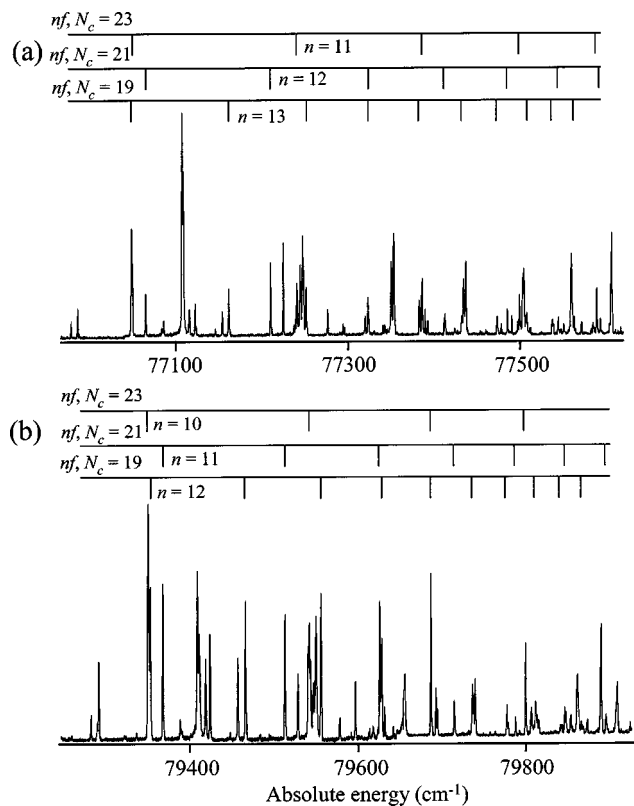 nf, N_c = 23
(a) nf, N_c = 21 n = 11
nf, N_c = 19 n = 12
n = 13
77100 77300 77500
nf, N_c = 23
(b) nf, N_c = 21 n = 10
nf, N_c = 19 n = 11
n = 12
79400 79600 79800
Absolute energy (cm⁻¹)